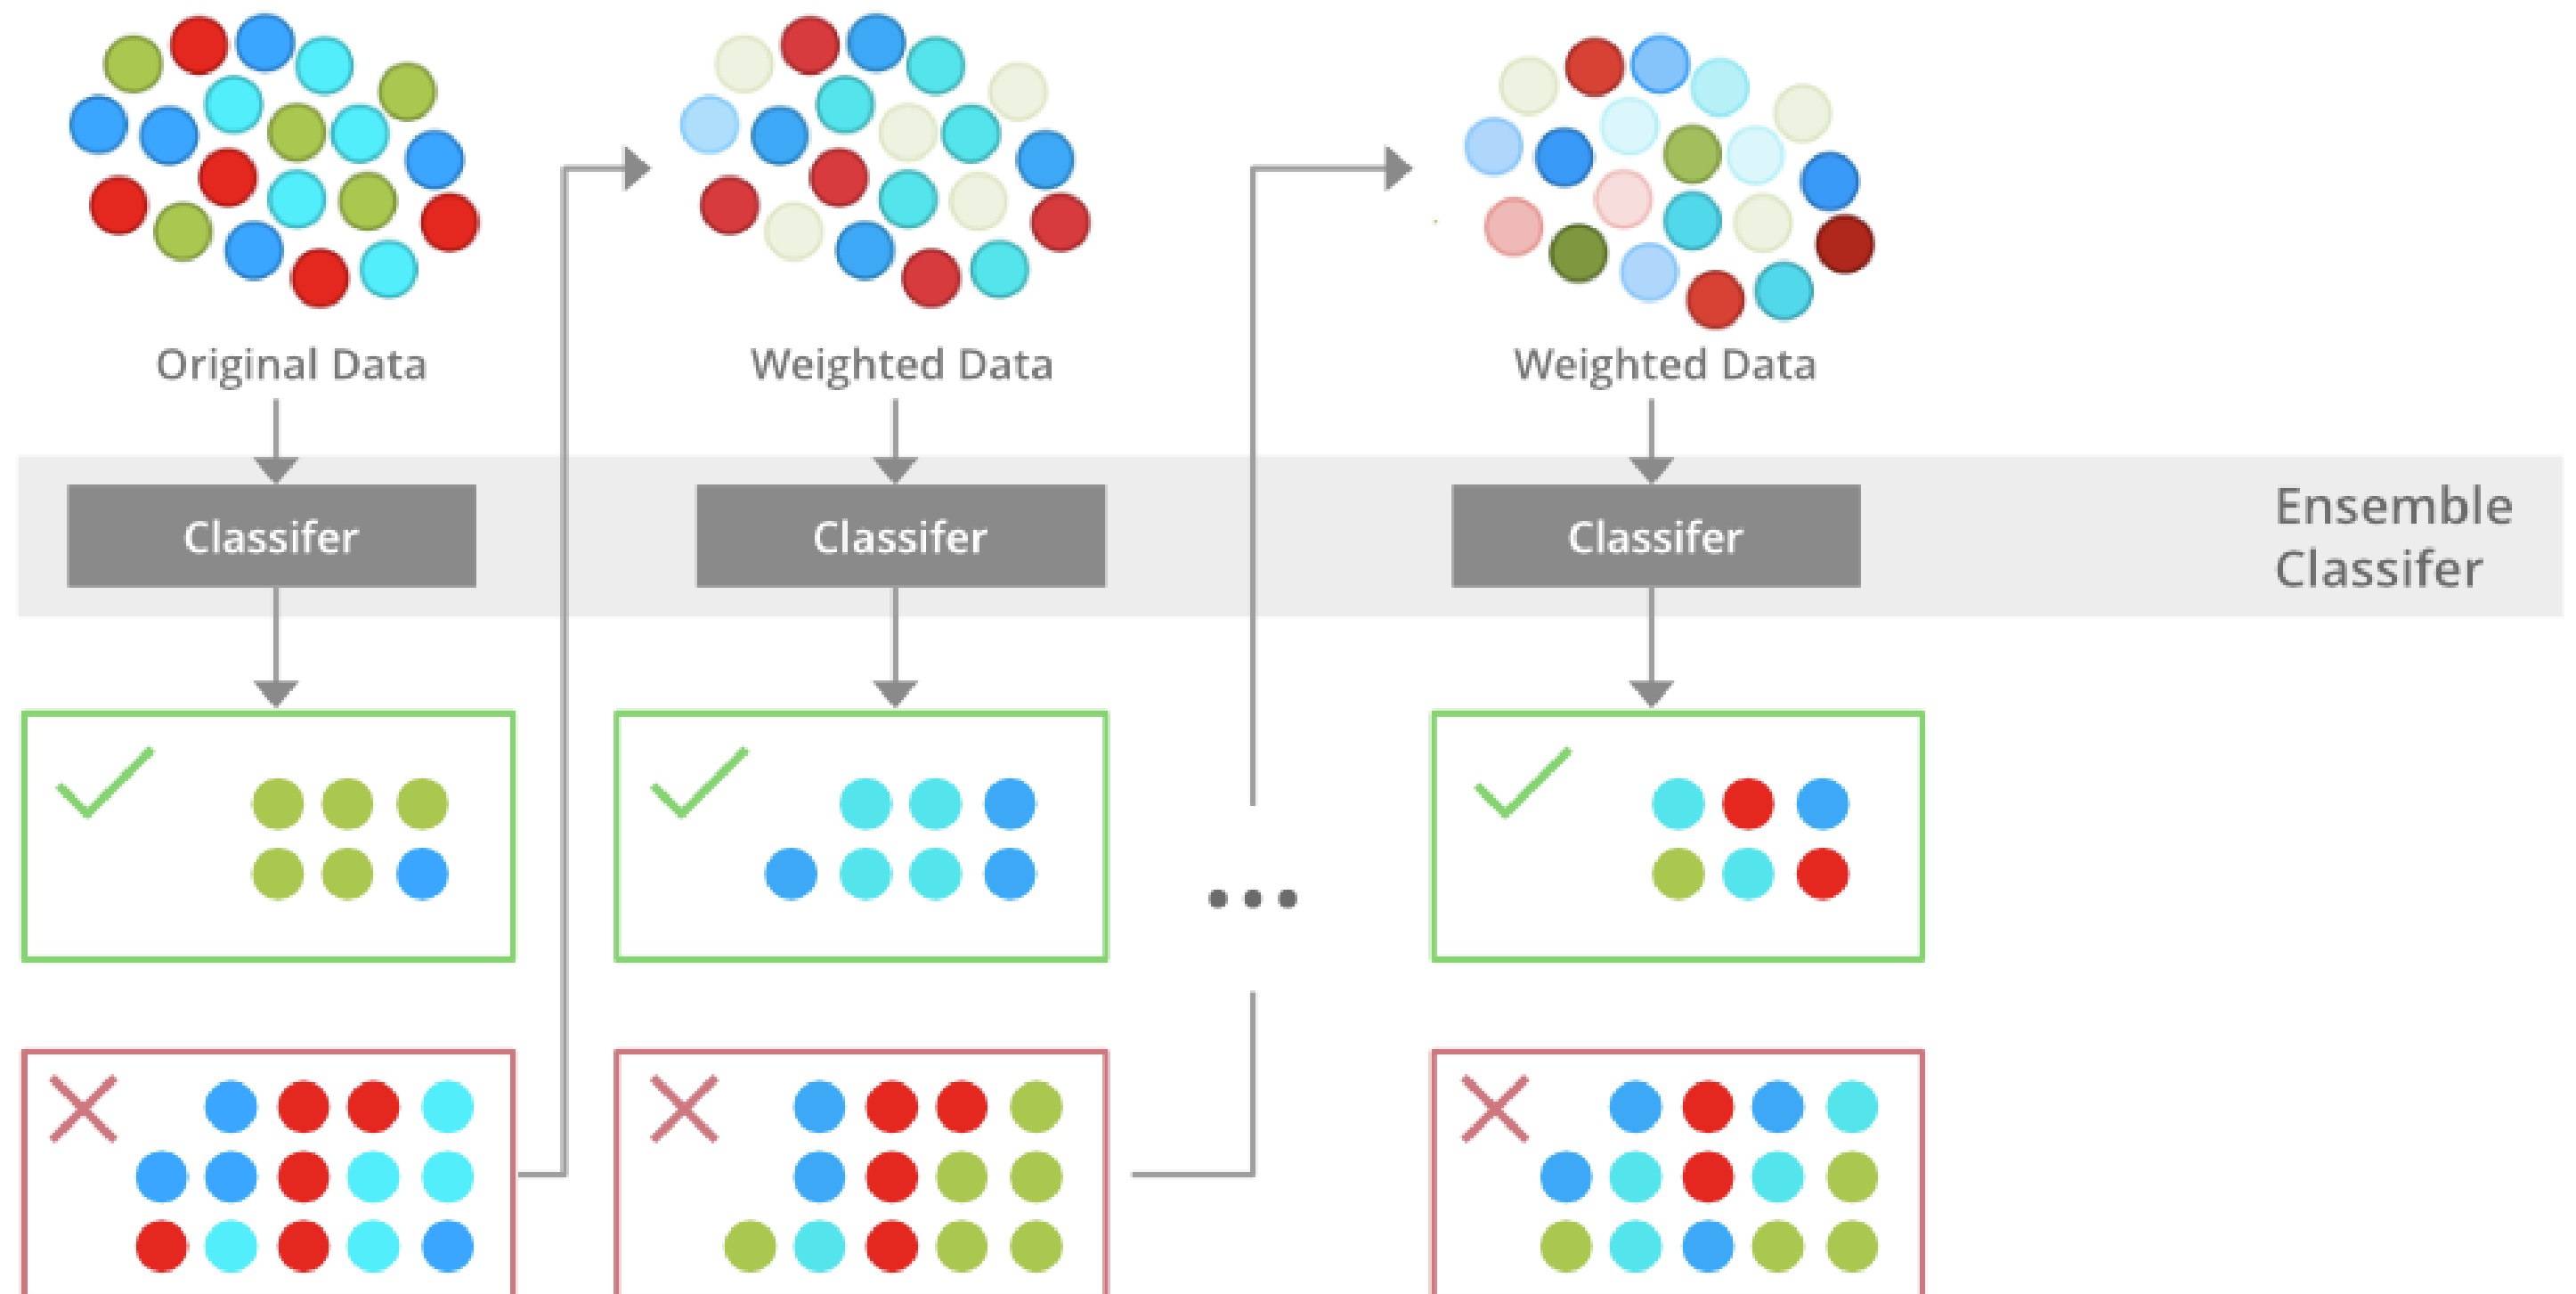 Original Data
Weighted Data
Weighted Data
Classifer
Classifer
Classifer
Ensemble
Classifer